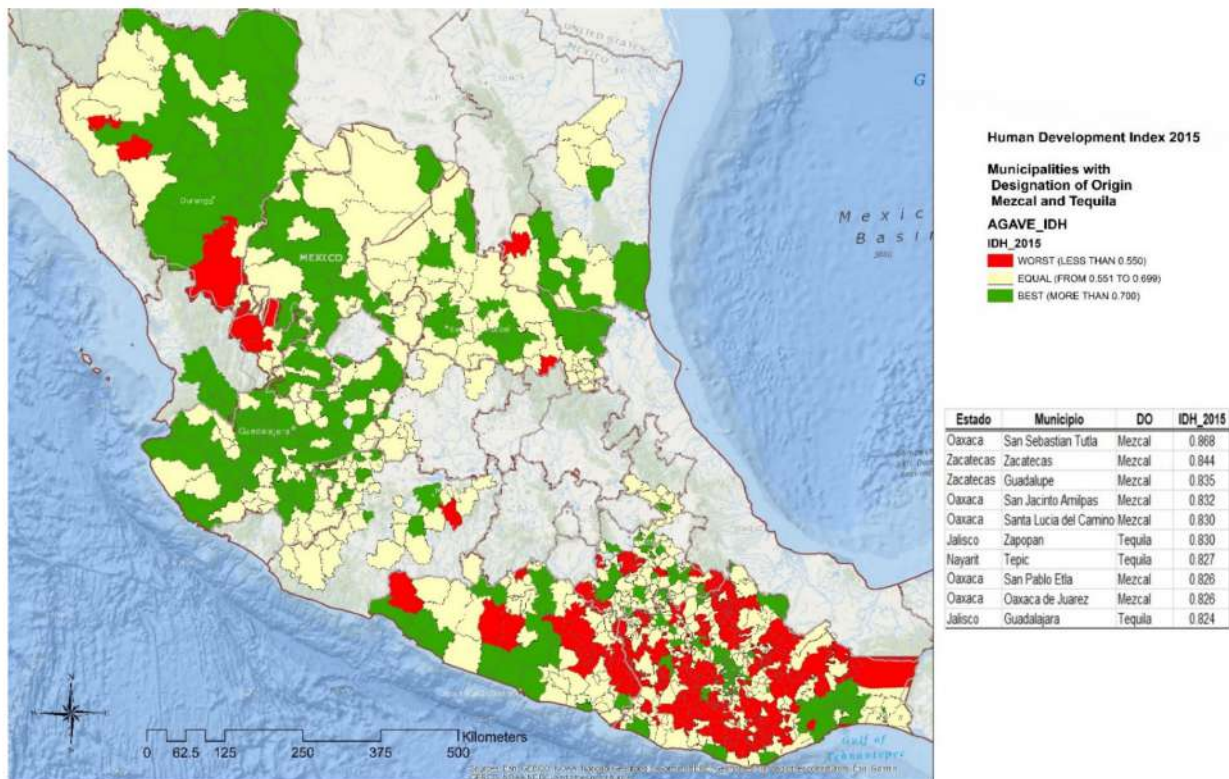 UNITED STATES
MEXICO
G
Durango
MEXICO
Guadalajara
Mexico
Basin
Gulf of
0 62.5 125 250 375 500
Kilometers
Human Development Index 2015
Municipalities with
Designation of Origin
Mezcal and Tequila
AGAVE_IDH
IDH_2015
WORST (LESS THAN 0.550)
EQUAL (FROM 0.551 TO 0.699)
BEST (MORE THAN 0.700)
Estado Municipio DO IDH_2015
Oaxaca San Sebastian Tutla Mezcal 0.868
Zacatecas Zacatecas Mezcal 0.844
Zacatecas Guadalupe Mezcal 0.835
Oaxaca San Jacinto Amilpas Mezcal 0.832
Oaxaca Santa Lucia del Camino Mezcal 0.830
Jalisco Zapopan Tequila 0.830
Nayarit Tepic Tequila 0.827
Oaxaca San Pablo Etla Mezcal 0.826
Oaxaca Oaxaca de Juarez Mezcal 0.826
Jalisco Guadalajara Tequila 0.824